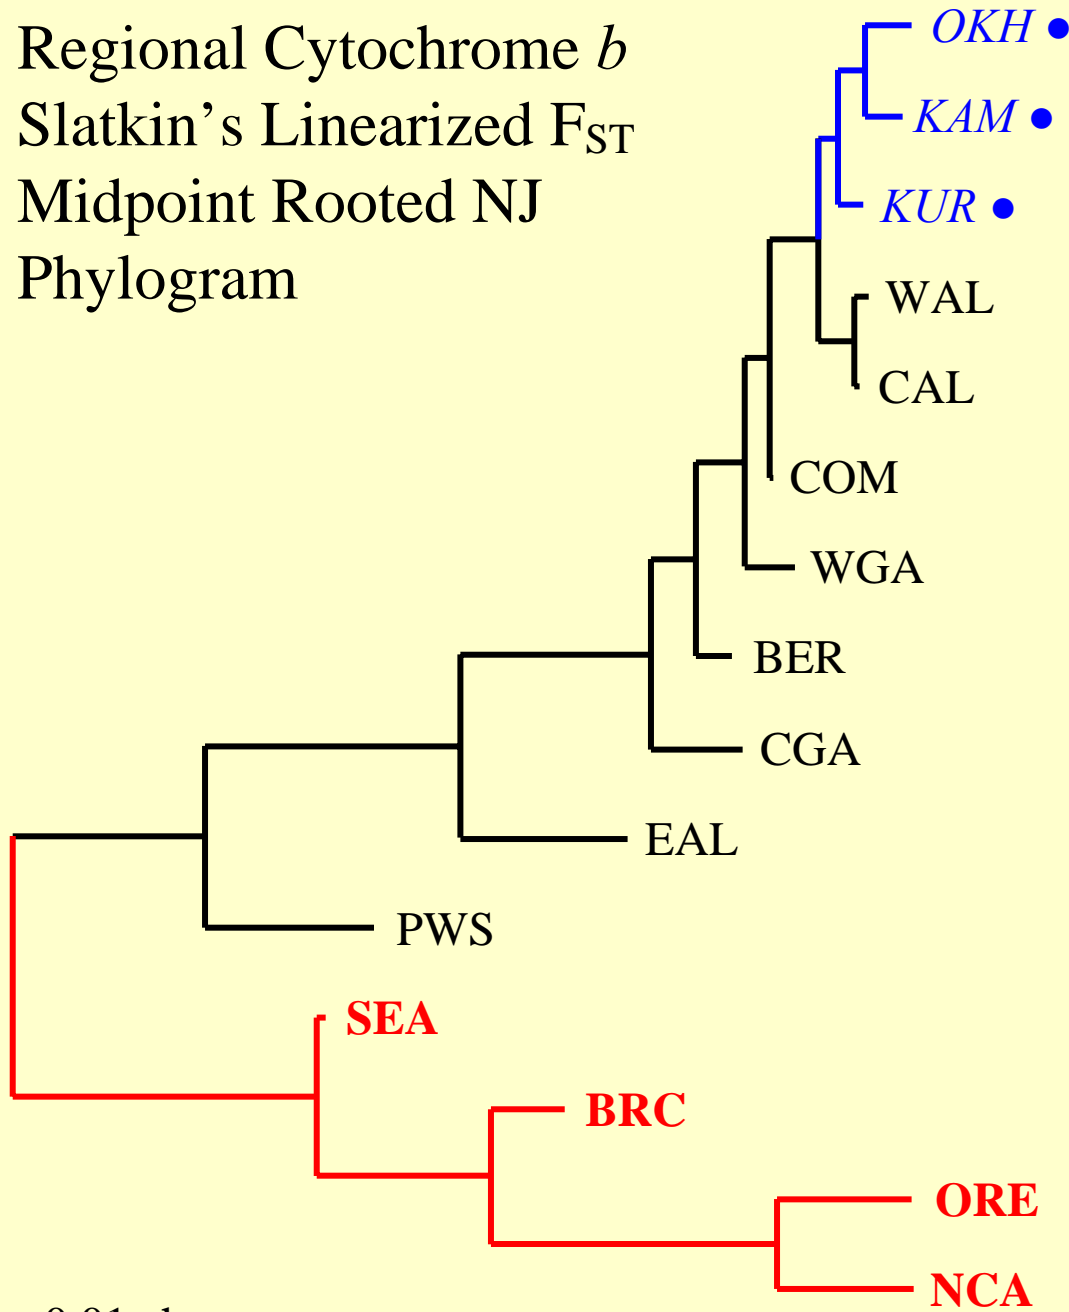 Regional Cytochrome b
Slatkin's Linearized FST
Midpoint Rooted NJ
Phylogram
OKH ●
KAM ●
KUR ●
WAL
CAL
COM
WGA
BER
CGA
EAL
PWS
SEA
BRC
ORE
NCA